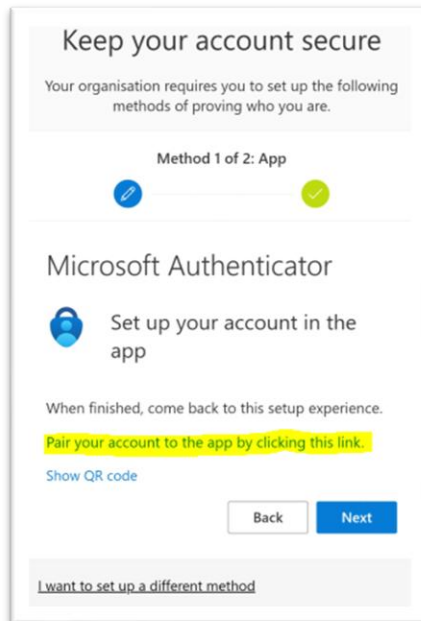 Keep your account secure
Your organisation requires you to set up the following
methods of proving who you are.
Method 1 of 2: App
Microsoft Authenticator
Set up your account in the
app
When finished, come back to this setup experience.
Pair your account to the app by clicking this link.
Show QR code
Back
Next
I want to set up a different method